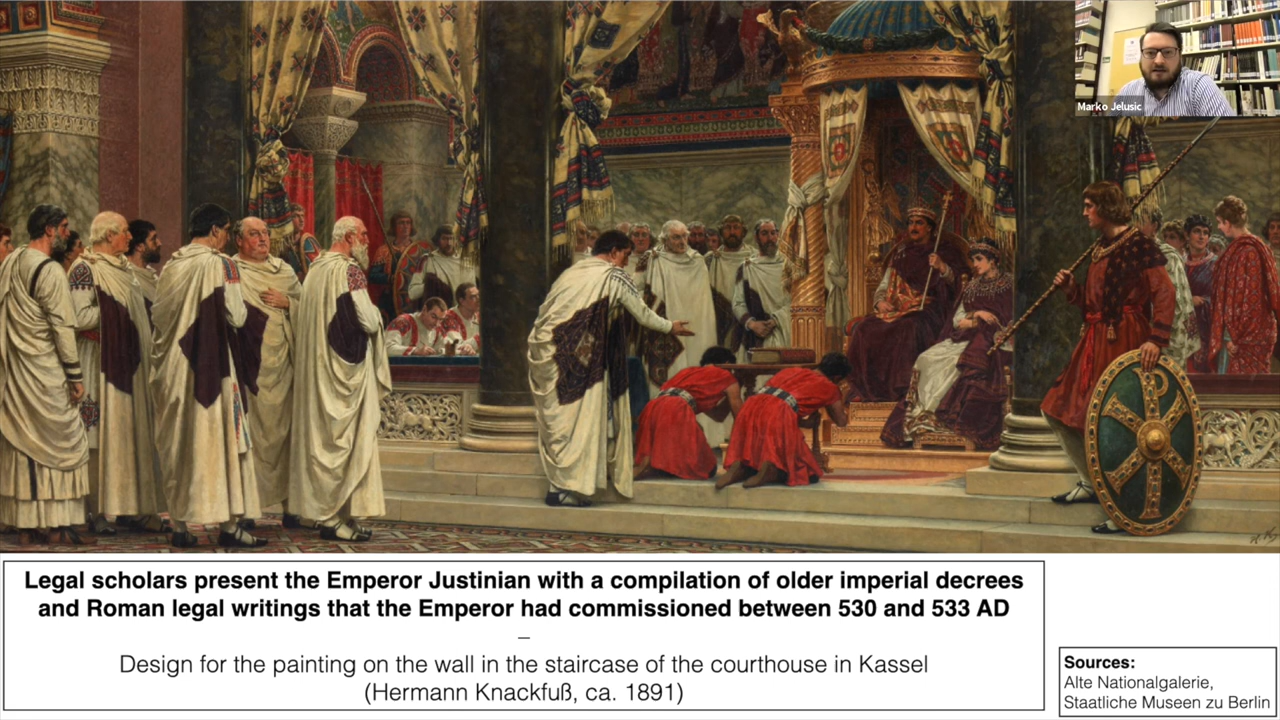 Marko Jelusic
Legal scholars present the Emperor Justinian with a compilation of older imperial decrees
and Roman legal writings that the Emperor had commissioned between 530 and 533 AD
–
Design for the painting on the wall in the staircase of the courthouse in Kassel
(Hermann Knackfuß, ca. 1891)
Sources:
Alte Nationalgalerie,
Staatliche Museen zu Berlin